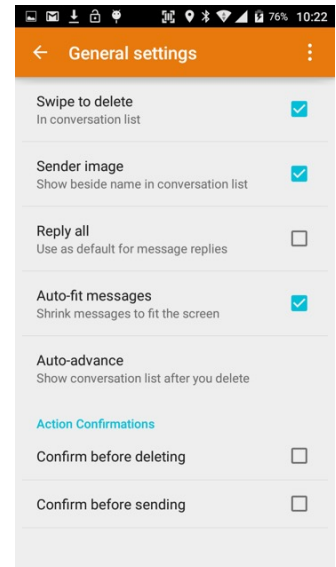 76% 10:22
General settings
Swipe to delete
In conversation list
Sender image
Show beside name in conversation list
Reply all
Use as default for message replies
Auto-fit messages
Shrink messages to fit the screen
Auto-advance
Show conversation list after you delete
Action Confirmations
Confirm before deleting
Confirm before sending